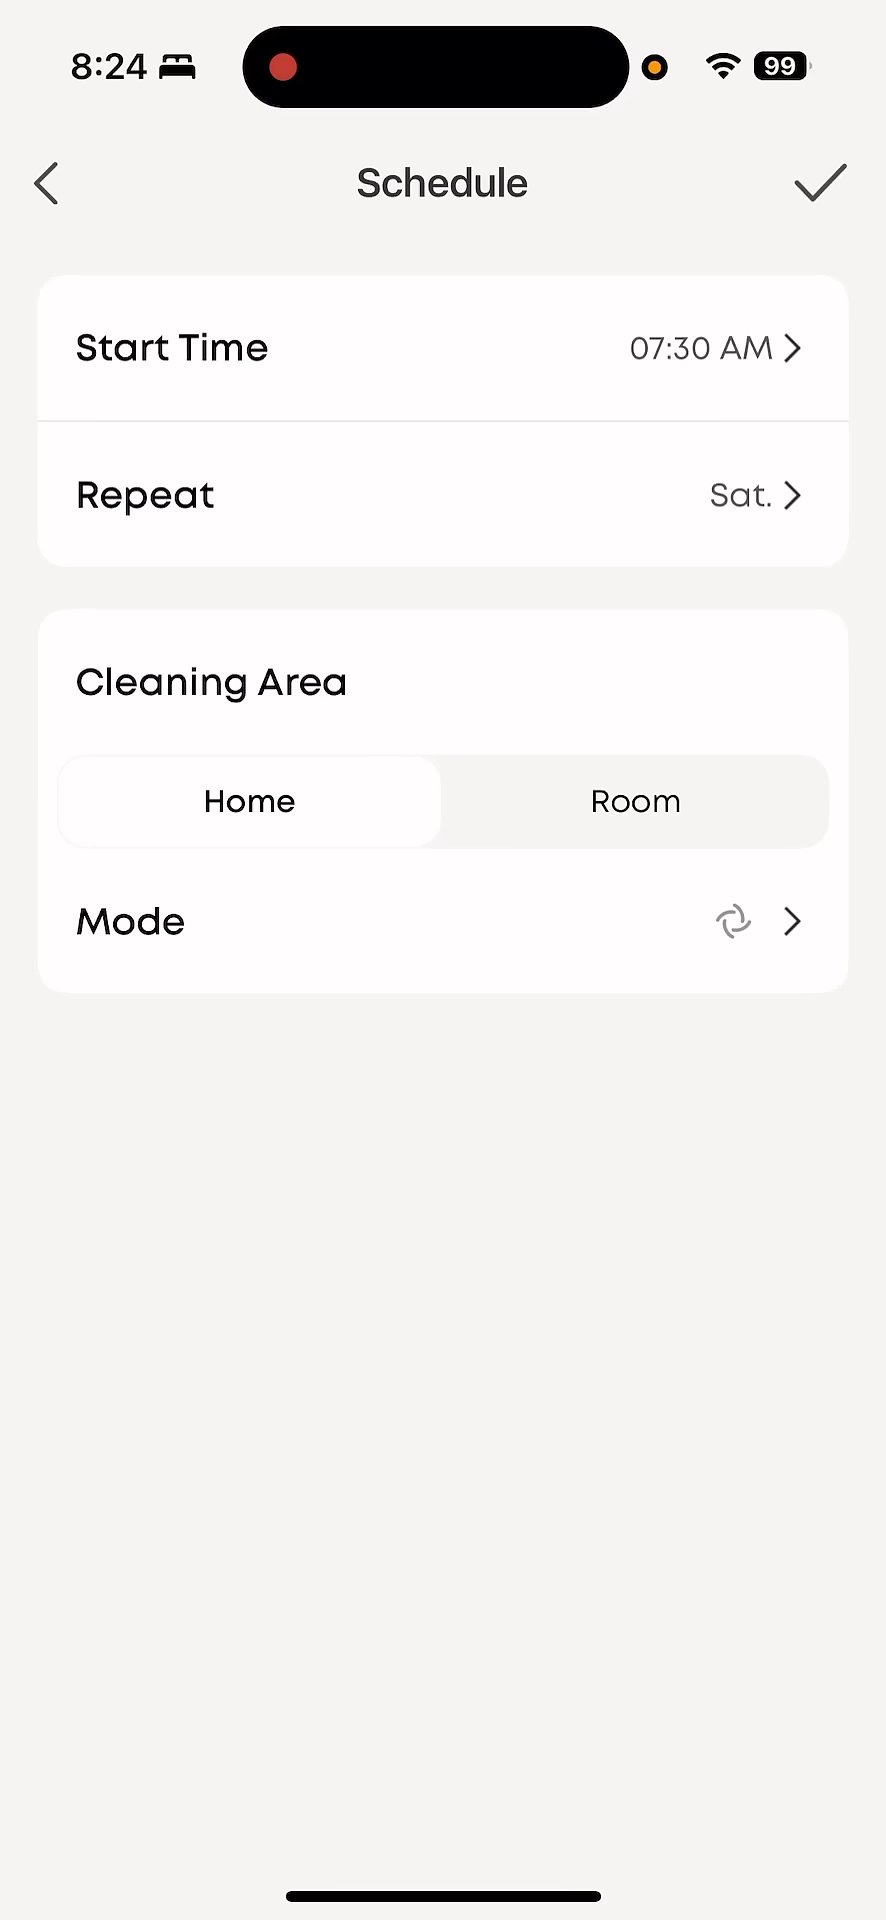 8:24
99
Schedule
Start Time 07:30 AM
Repeat Sat.
Cleaning Area
Home Room
Mode